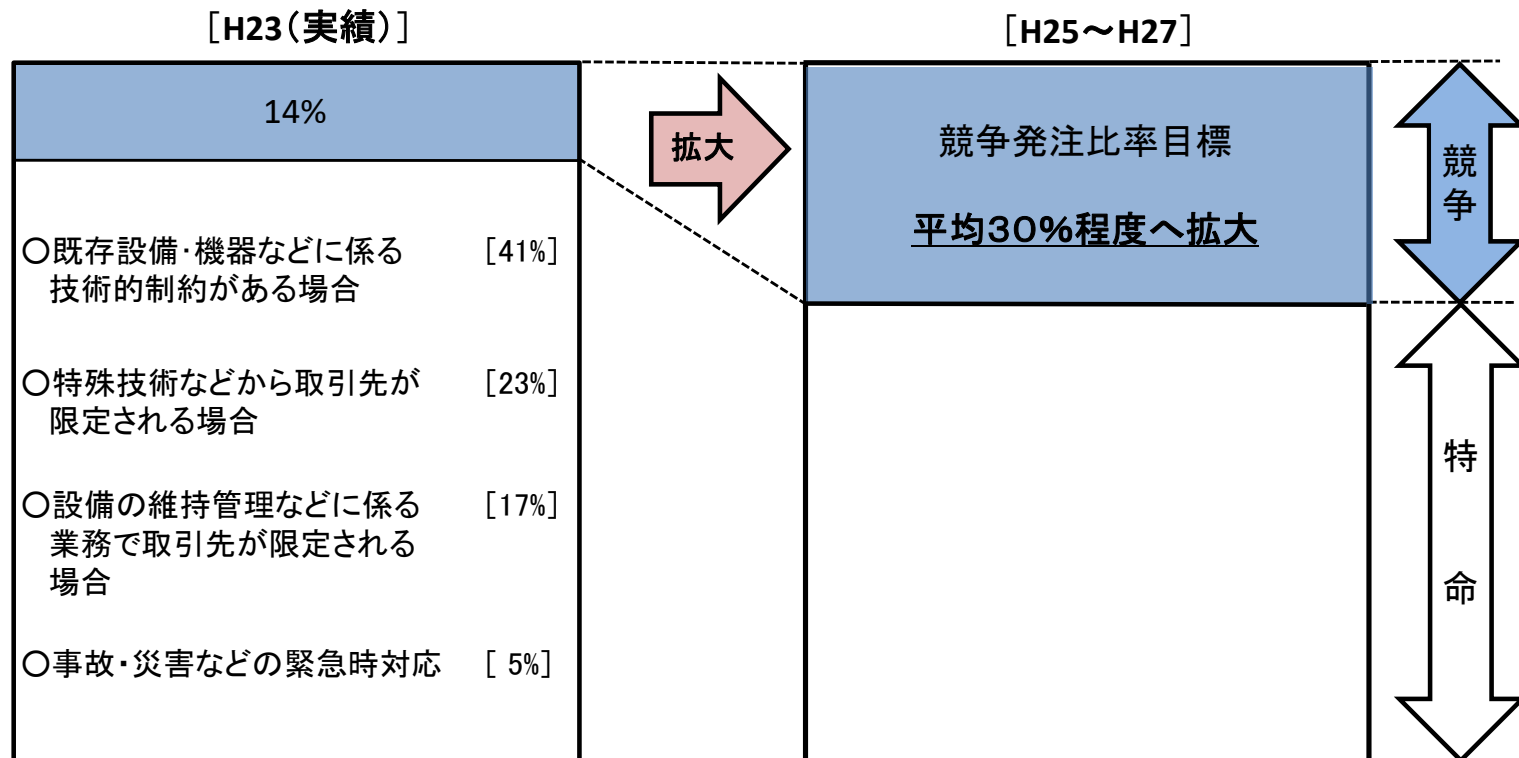 ［H23（実績）］
［H25～H27］
14%
拡大
競争発注比率目標
平均30%程度へ拡大
競争
○既存設備・機器などに係る ［41%］
技術的制約がある場合
○特殊技術などから取引先が ［23%］
限定される場合
○設備の維持管理などに係る ［17%］
業務で取引先が限定される
場合
○事故・災害などの緊急時対応 ［ 5%］
特命